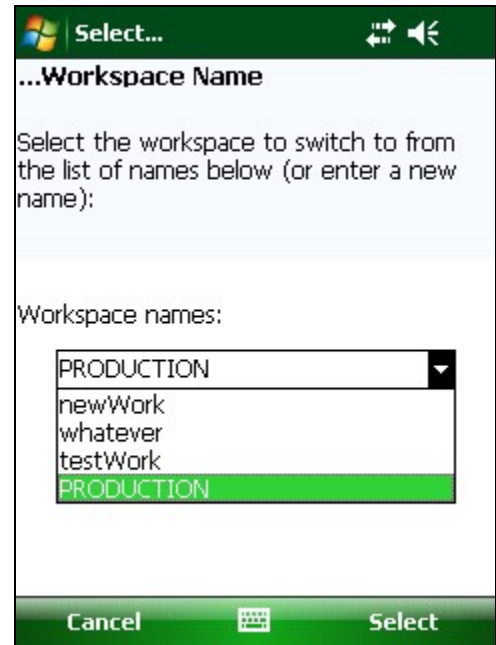 Select...
...Workspace Name
Select the workspace to switch to from
the list of names below (or enter a new
name):
Workspace names:
PRODUCTION
newWork
whatever
testWork
PRODUCTION
Cancel
Select